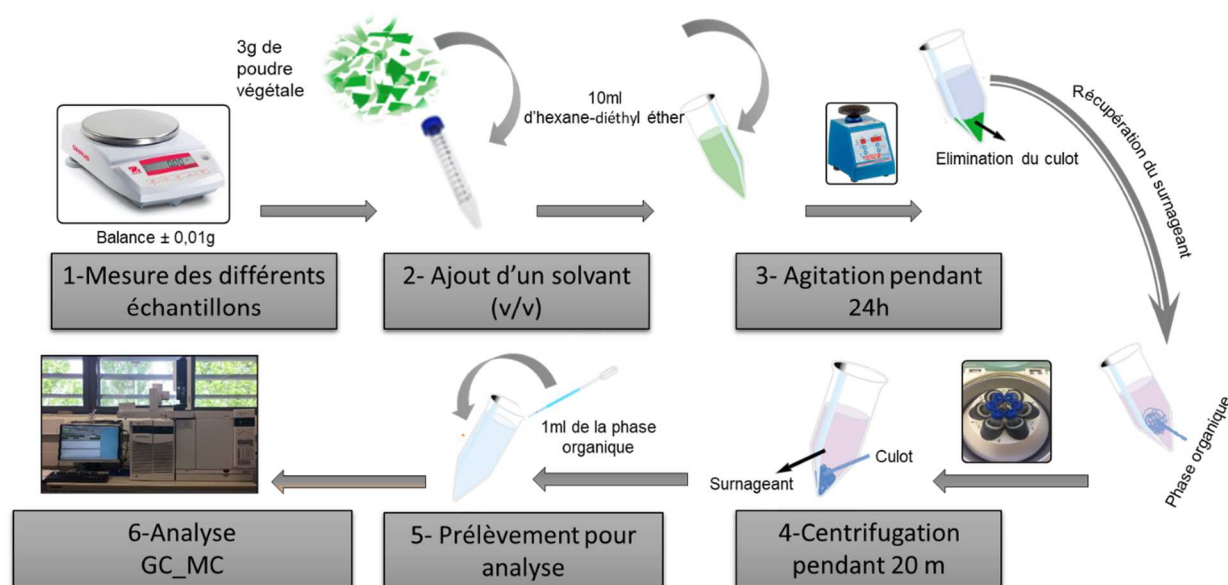 3g de
poudre
végétale
10ml
d'hexane-diéthyl éther
Elimination du culot
Récupération du surnageant
Balance ± 0,01g
1-Mesure des différents
échantillons
2- Ajout d'un solvant
(v/v)
3- Agitation pendant
24h
Phase organique
Culot
Surnageant
1ml de la phase
organique
4-Centrifugation
pendant 20 m
5- Prélèvement pour
analyse
6-Analyse
GC_MC